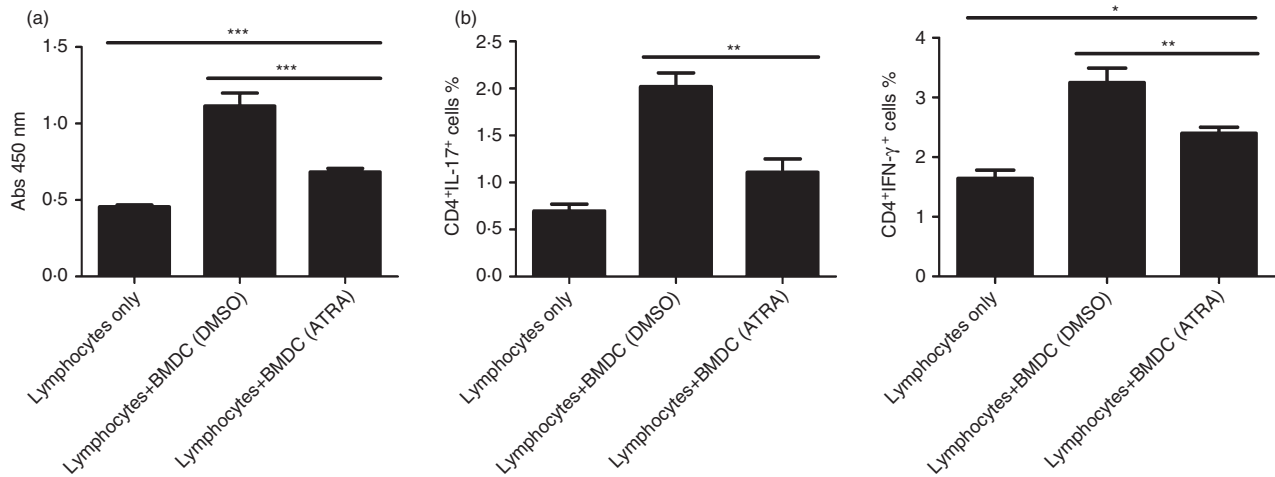 (a)
***
***
1·5
1·0
0·5
0·0
Abs 450 nm
Lymphocytes only
Lymphocytes+BMDC (DMSO)
Lymphocytes+BMDC (ATRA)
(b)
**
2·5
2·0
1·5
1·0
0·5
0·0
CD4+IL-17+ cells %
Lymphocytes only
Lymphocytes+BMDC (DMSO)
Lymphocytes+BMDC (ATRA)
*
**
4
3
2
1
0
CD4+IFN-γ+ cells %
Lymphocytes only
Lymphocytes+BMDC (DMSO)
Lymphocytes+BMDC (ATRA)